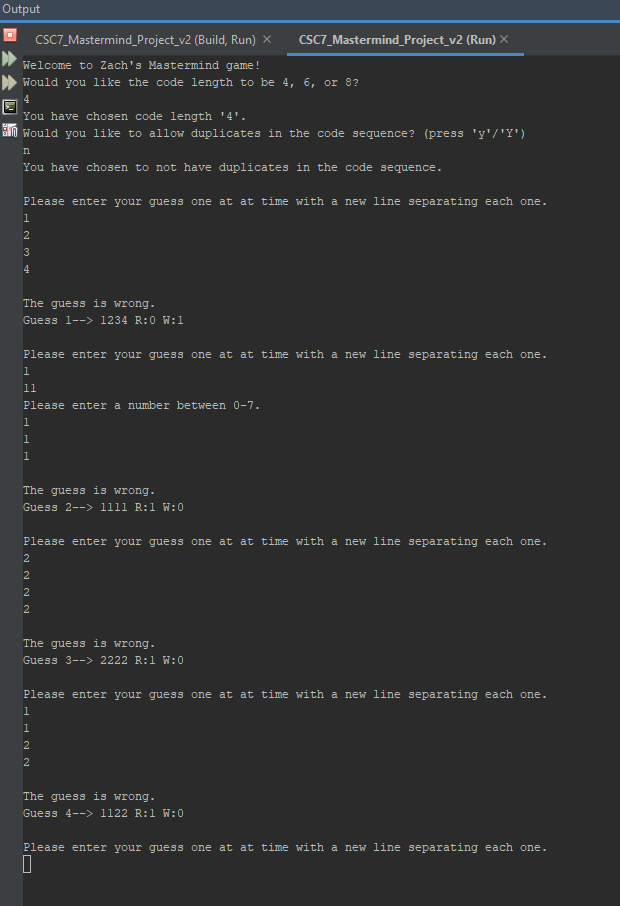 Output
CSC7_Mastermind_Project_v2 (Build, Run) × CSC7_Mastermind_Project_v2 (Run) ×
Welcome to Zach's Mastermind game!
Would you like the code length to be 4, 6, or 8?
4
You have chosen code length '4'.
Would you like to allow duplicates in the code sequence? (press 'y'/'Y')
n
You have chosen to not have duplicates in the code sequence.
Please enter your guess one at at time with a new line separating each one.
1
2
3
4
The guess is wrong.
Guess 1--> 1234 R:0 W:1
Please enter your guess one at at time with a new line separating each one.
1
11
Please enter a number between 0-7.
1
1
1
The guess is wrong.
Guess 2--> 1111 R:1 W:0
Please enter your guess one at at time with a new line separating each one.
2
2
2
2
The guess is wrong.
Guess 3--> 2222 R:1 W:0
Please enter your guess one at at time with a new line separating each one.
1
1
2
2
The guess is wrong.
Guess 4--> 1122 R:1 W:0
Please enter your guess one at at time with a new line separating each one.